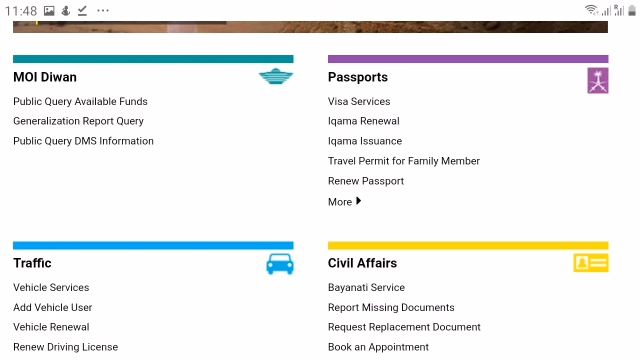 11:48
MOI Diwan
Public Query Available Funds
Generalization Report Query
Public Query DMS Information
Passports
Visa Services
Iqama Renewal
Iqama Issuance
Travel Permit for Family Member
Renew Passport
More
Traffic
Vehicle Services
Add Vehicle User
Vehicle Renewal
Renew Driving License
Civil Affairs
Bayanati Service
Report Missing Documents
Request Replacement Document
Book an Appointment